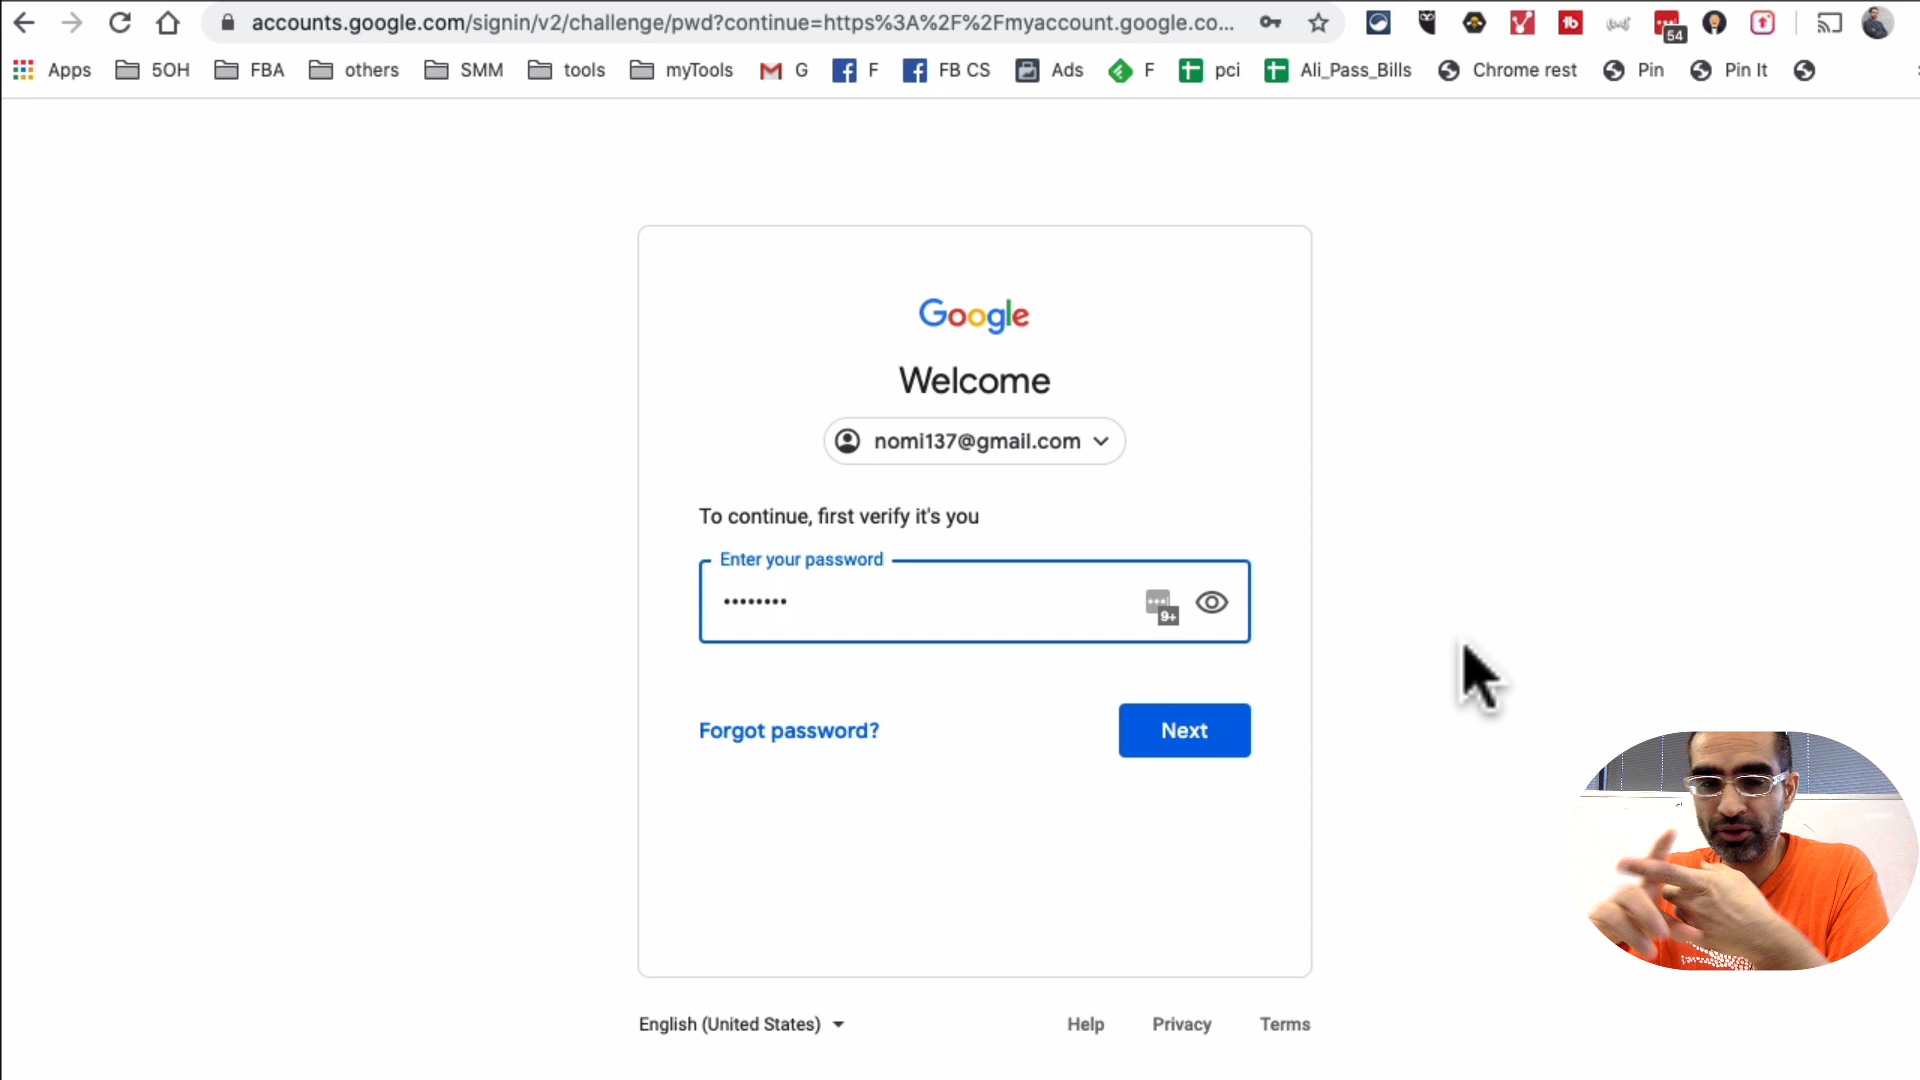 accounts.google.com/signin/v2/challenge/pwd?continue=https%3A%2F%2Fmyaccount.google.co...
54
Apps 5OH FBA others SMM tools myTools G F FB CS Ads F pci Ali_Pass_Bills Chrome rest Pin Pin It
Google
Welcome
nomi137@gmail.com
To continue, first verify it's you
Enter your password
••••••••
9+
Forgot password? Next
English (United States) Help Privacy Terms